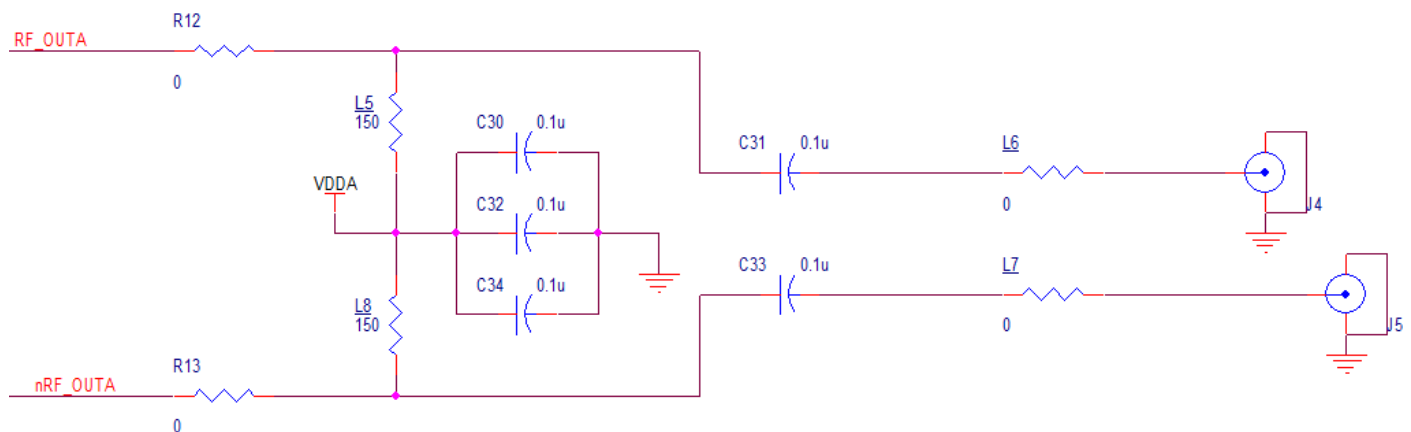 R12
RF_OUTA
0
L5
150
C30 0.1u
C31 0.1u
L6
0
J4
VDDA
C32 0.1u
C34 0.1u
C33 0.1u
L7
0
J5
L8
150
R13
nRF_OUTA
0